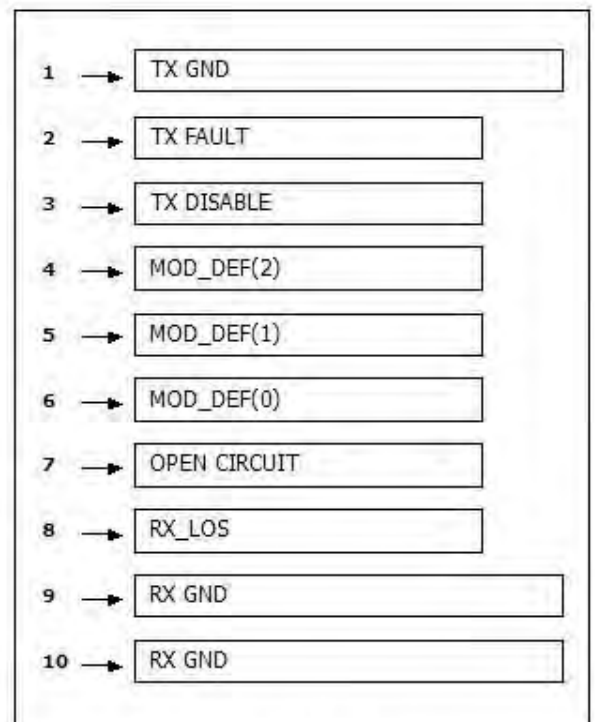 1 TX GND
2 TX FAULT
3 TX DISABLE
4 MOD_DEF(2)
5 MOD_DEF(1)
6 MOD_DEF(0)
7 OPEN CIRCUIT
8 RX_LOS
9 RX GND
10 RX GND